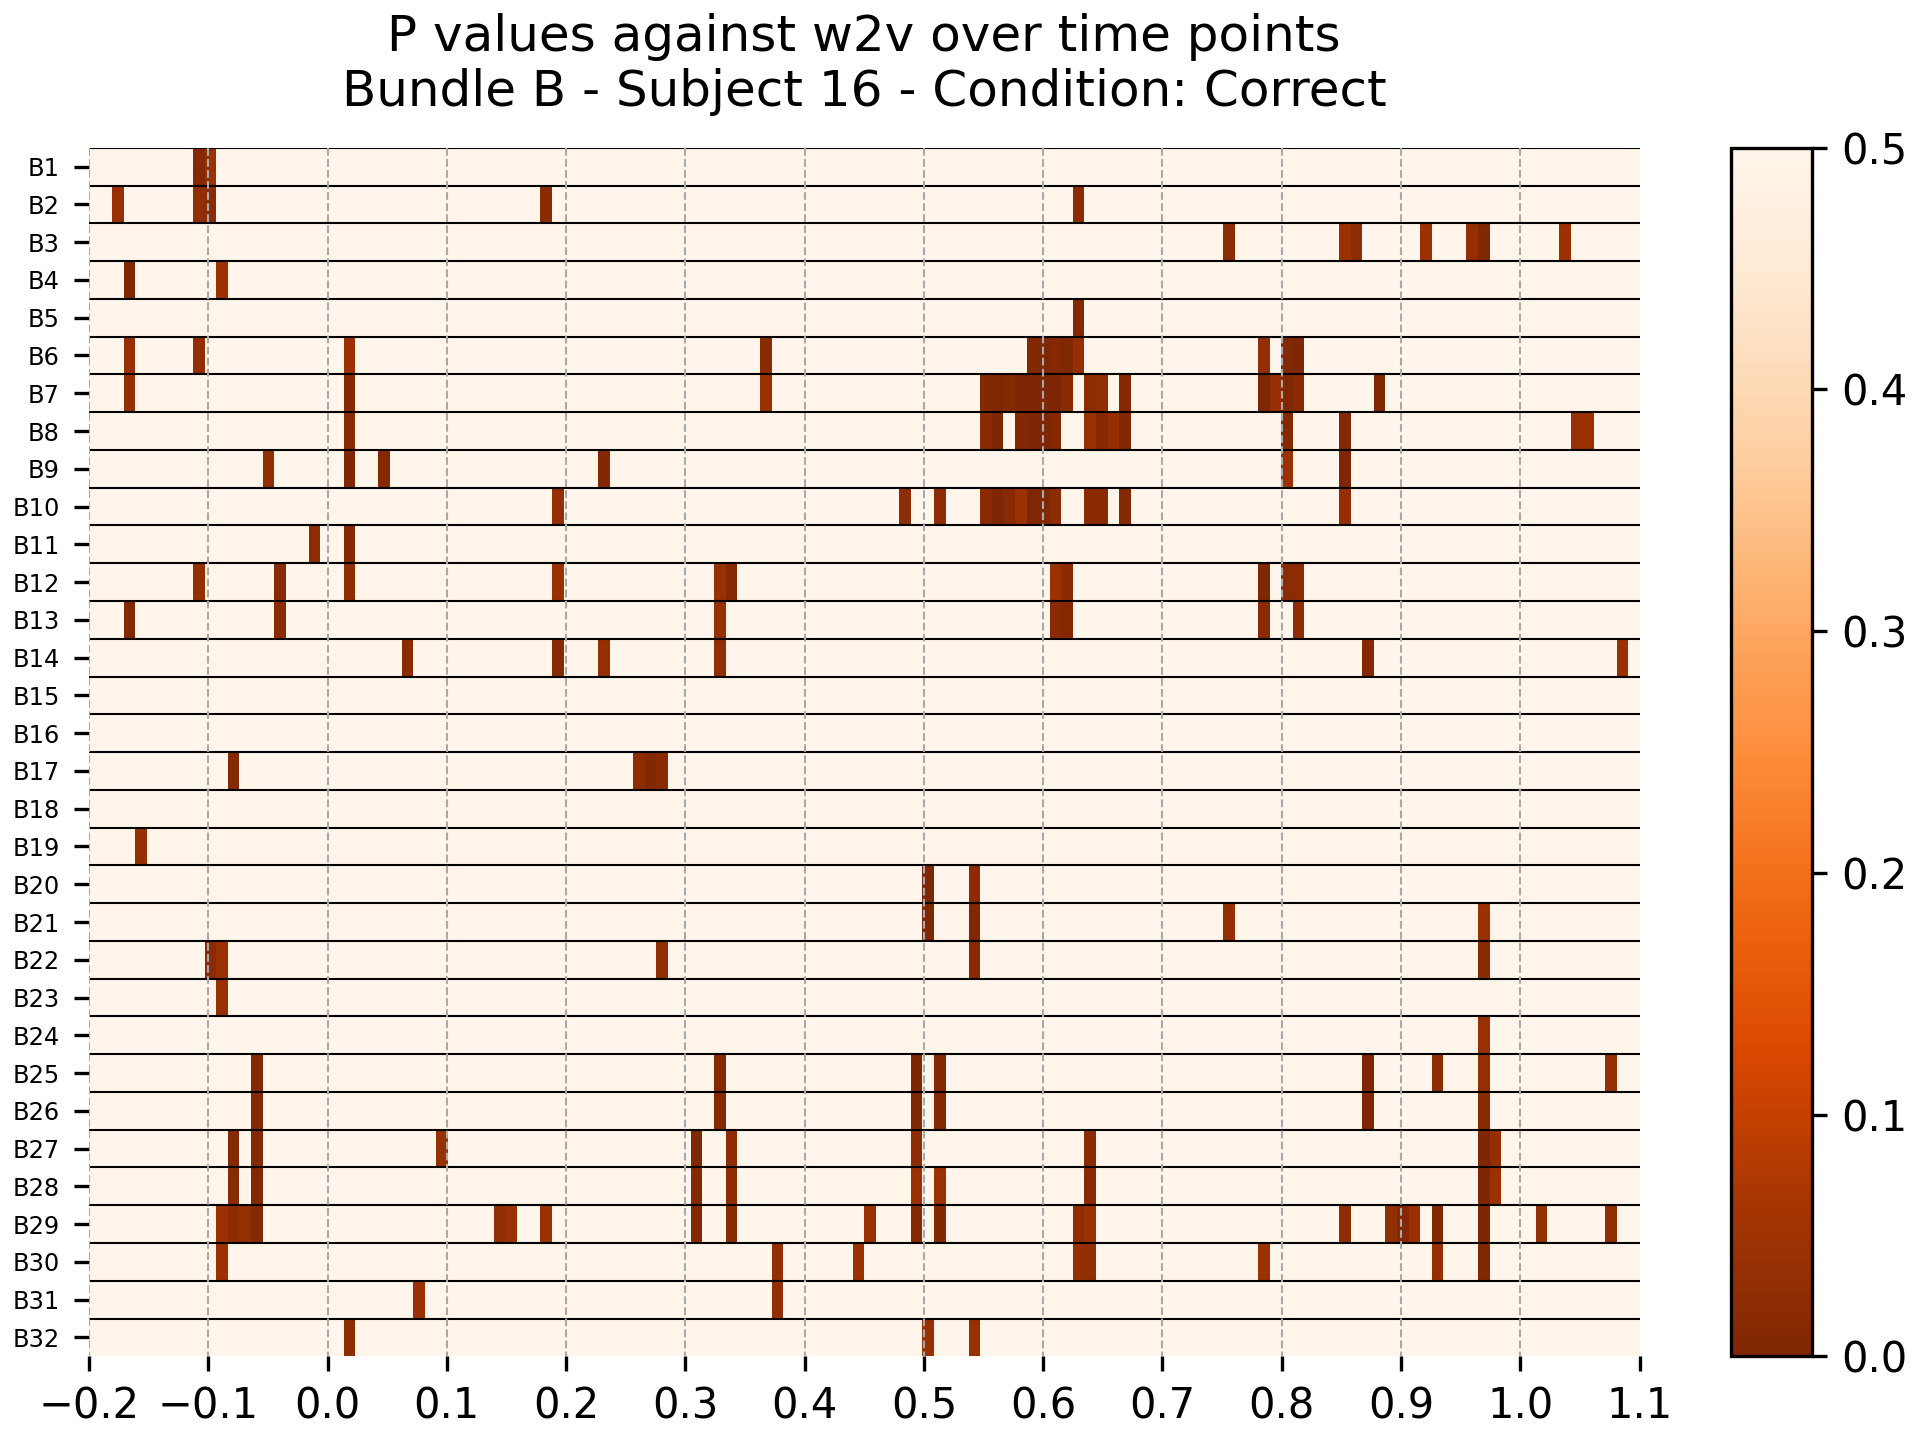 P values against w2v over time points
Bundle B - Subject 16 - Condition: Correct
B1
B2
B3
B4
B5
B6
B7
B8
B9
B10
B11
B12
B13
B14
B15
B16
B17
B18
B19
B20
B21
B22
B23
B24
B25
B26
B27
B28
B29
B30
B31
B32
−0.2 −0.1 0.0 0.1 0.2 0.3 0.4 0.5 0.6 0.7 0.8 0.9 1.0 1.1
0.5
0.4
0.3
0.2
0.1
0.0